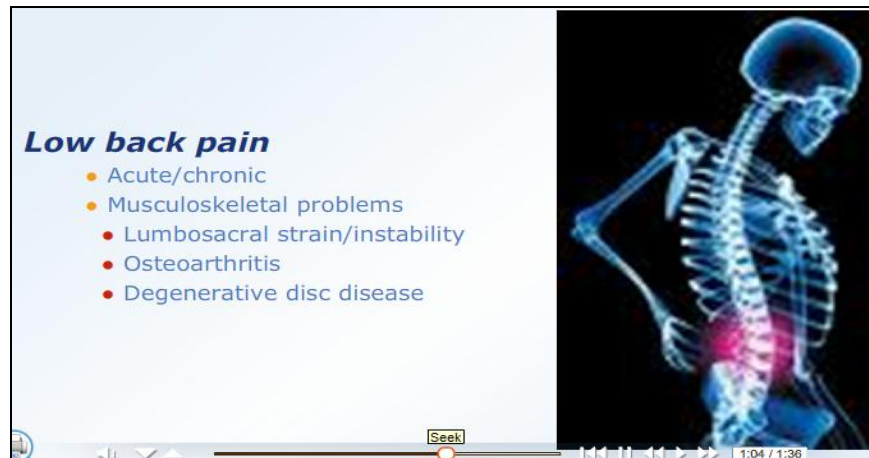 Low back pain
• Acute/chronic
• Musculoskeletal problems
• Lumbosacral strain/instability
• Osteoarthritis
• Degenerative disc disease
Seek
1:04 / 1:36